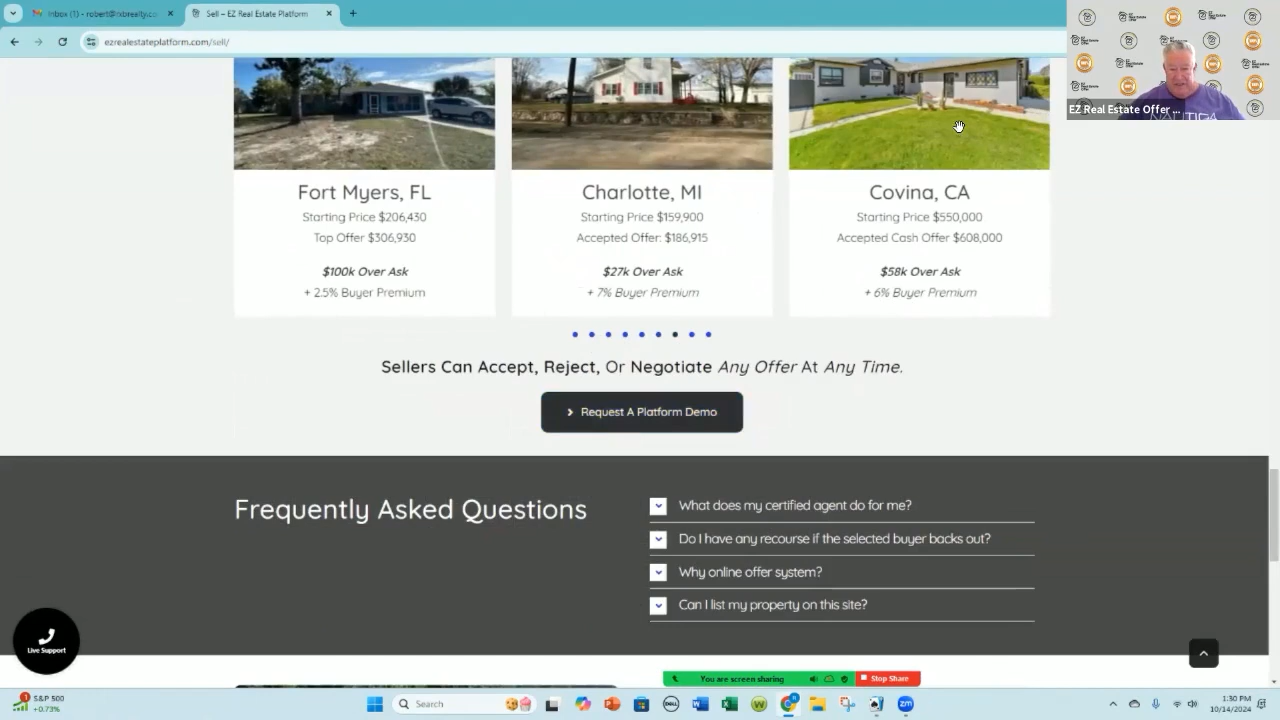 Inbox (1) - robert@
Sell – EZ Real Estate Platform
ezrealestateplatform.com/sell/
EZ Real Estate Offer ...
NAUTICA
Fort Myers, FL
Starting Price $206,430
Top Offer $306,930
$100k Over Ask
+ 2.5% Buyer Premium
Charlotte, MI
Starting Price $159,900
Accepted Offer: $186,915
$27k Over Ask
+ 7% Buyer Premium
Covina, CA
Starting Price $550,000
Accepted Cash Offer $608,000
$58k Over Ask
+ 6% Buyer Premium
Sellers Can Accept, Reject, Or Negotiate Any Offer At Any Time.
Request A Platform Demo
Frequently Asked Questions
What does my certified agent do for me?
Do I have any recourse if the selected buyer backs out?
Why online offer system?
Can I list my property on this site?
Live Support
You are screen sharing
Stop Share
S&P 500
+0.73%
Search
DELL
zm
1:30 PM
10/14/2024